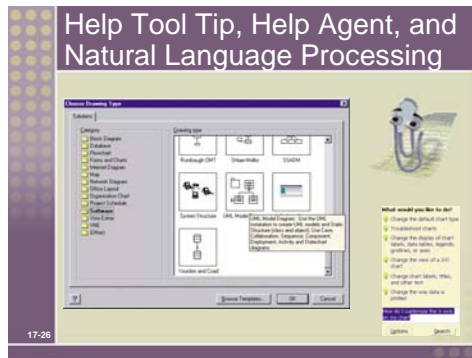 Help Tool Tip, Help Agent, and
Natural Language Processing
Choose Drawing Type
Solutions
Category
Block Diagram
Database
Flowchart
Forms and Charts
Internet Diagram
Map
Network Diagram
Office Layout
Organization Chart
Project Schedule
Software
Visio Extras
(Other)
Drawing type
Rumbaugh OMT
Shlaer-Mellor
SSADM
System Structure
UML Model
UML Model Diagram. Use the UML
notation to create UML models and Static
Structure (class and object), Use Case,
Collaboration, Sequence, Component,
Deployment, Activity and Statechart
diagrams.
Yourdon and Coad
?
Browse Templates...
OK
Cancel
What would you like to do?
Change the default chart type
Troubleshoot charts
Change the display of chart
labels, data tables, legends,
gridlines, or axes
Change the view of a 3-D
chart
Change chart labels, titles,
and other text
Change the way data is
plotted
How do I customize the
on my chart
Options
Search
17-26